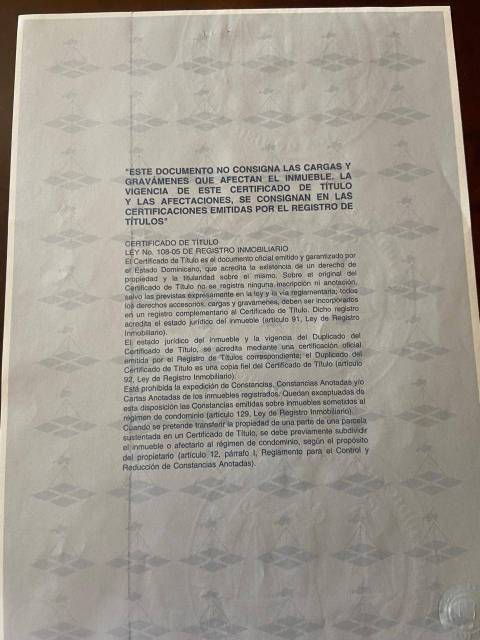 "ESTE DOCUMENTO NO CONSIGNA LAS CARGAS Y
GRAVÁMENES QUE AFECTAN EL INMUEBLE. LA
VIGENCIA DE ESTE CERTIFICADO DE TÍTULO
Y LAS AFECTACIONES, SE CONSIGNAN EN LAS
CERTIFICACIONES EMITIDAS POR EL REGISTRO DE
TÍTULOS"
CERTIFICADO DE TÍTULO
LEY No. 108-05 DE REGISTRO INMOBILIARIO
El Certificado de Título es el documento oficial emitido y garantizado por
el Estado Dominicano, que acredita la existencia de un derecho de
propiedad y la titularidad sobre el mismo. Sobre el original del
Certificado de Título no se registra ninguna inscripción ni anotación,
salvo las previstas expresamente en la ley y la vía reglamentaria; todos
los derechos accesorios, cargas y gravámenes, deben ser incorporados
en un registro complementario al Certificado de Título. Dicho registro
acredita el estado jurídico del inmueble (artículo 91, Ley de Registro
Inmobiliario).
El estado jurídico del inmueble y la vigencia del Duplicado del
Certificado de Título, se acredita mediante una certificación oficial
emitida por el Registro de Títulos correspondiente; el Duplicado del
Certificado de Título es una copia fiel del Certificado de Título (artículo
92, Ley de Registro Inmobiliario).
Está prohibida la expedición de Constancias, Constancias Anotadas y/o
Cartas Anotadas de los inmuebles registrados. Quedan exceptuadas de
esta disposición las Constancias emitidas sobre inmuebles sometidos al
régimen de condominio (artículo 129, Ley de Registro Inmobiliario).
Cuando se pretende transferir la propiedad de una parte de una parcela
sustentada en un Certificado de Título, se debe previamente subdividir
el inmueble o afectarlo al régimen de condominio, según el propósito
del propietario (artículo 12, párrafo I, Reglamento para el Control y
Reducción de Constancias Anotadas).